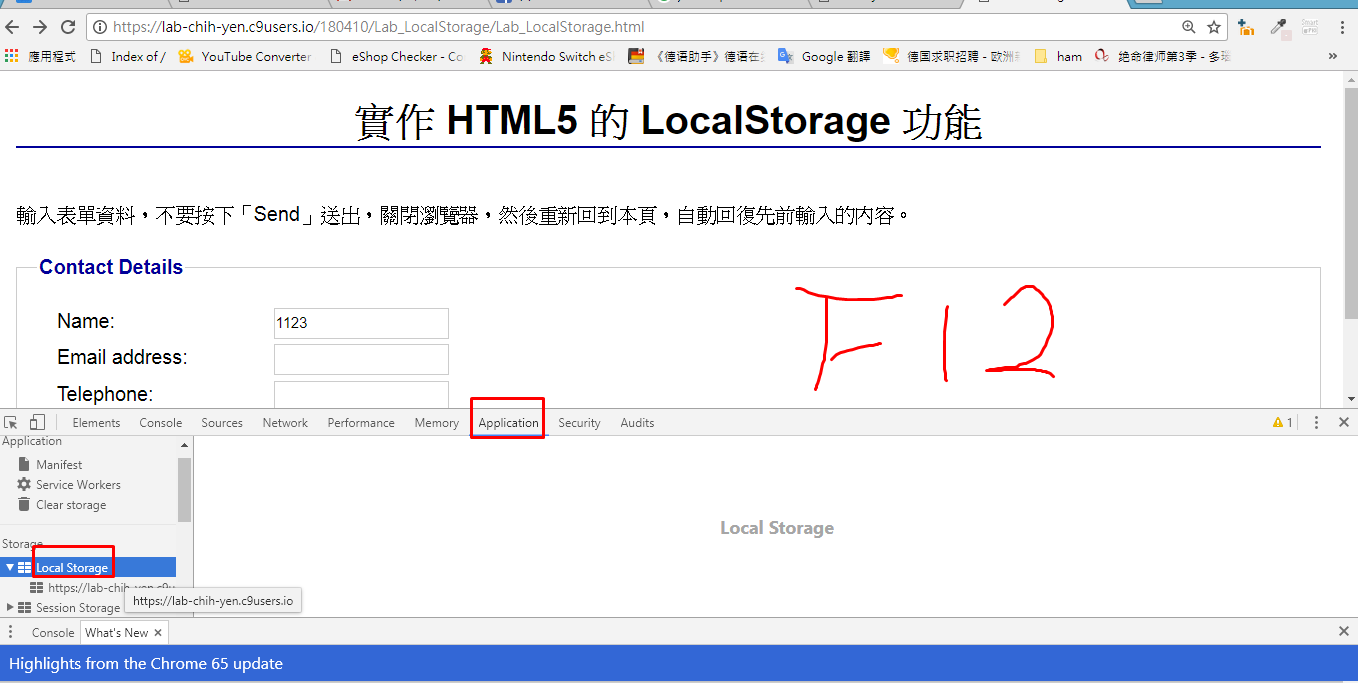 https://lab-chih-yen.c9users.io/180410/Lab_LocalStorage/Lab_LocalStorage.html
應用程式 Index of / YouTube Converter eShop Checker - Co Nintendo Switch eS 《德语助手》德语在 Google 翻譯 德国求职招聘 - 欧洲 ham 絶命律师第3季 - 多
實作 HTML5 的 LocalStorage 功能
輸入表單資料，不要按下「Send」送出，關閉瀏覽器，然後重新回到本頁，自動回復先前輸入的內容。
Contact Details
Name: 1123
F12
Email address:
Telephone:
Elements Console Sources Network Performance Memory Application Security Audits 1
Application
Manifest
Service Workers
Clear storage
Local Storage
Storage
Local Storage
https://lab-chih-yen.c9u
https://lab-chih-yen.c9users.io
Session Storage
Console What's New
Highlights from the Chrome 65 update